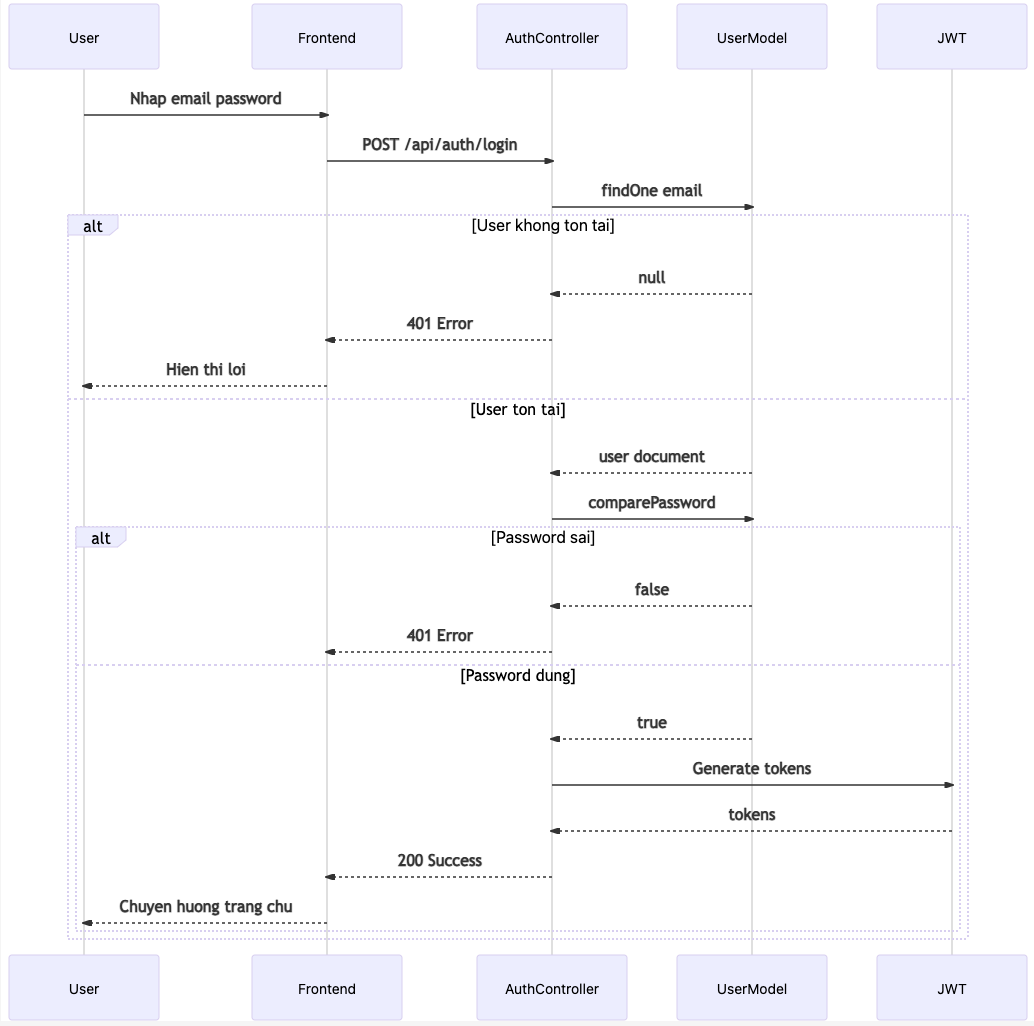 User Frontend AuthController UserModel JWT
Nhap email password
POST /api/auth/login
findOne email
alt [User khong ton tai]
null
401 Error
Hien thi loi
[User ton tai]
user document
comparePassword
alt [Password sai]
false
401 Error
[Password dung]
true
Generate tokens
tokens
200 Success
Chuyen huong trang chu
User Frontend AuthController UserModel JWT